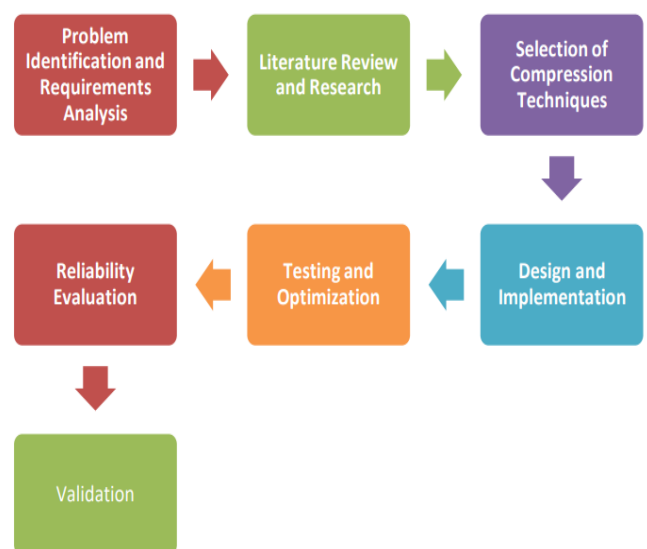 Problem
Identification and
Requirements
Analysis
Literature Review
and Research
Selection of
Compression
Techniques
Design and
Implementation
Testing and
Optimization
Reliability
Evaluation
Validation